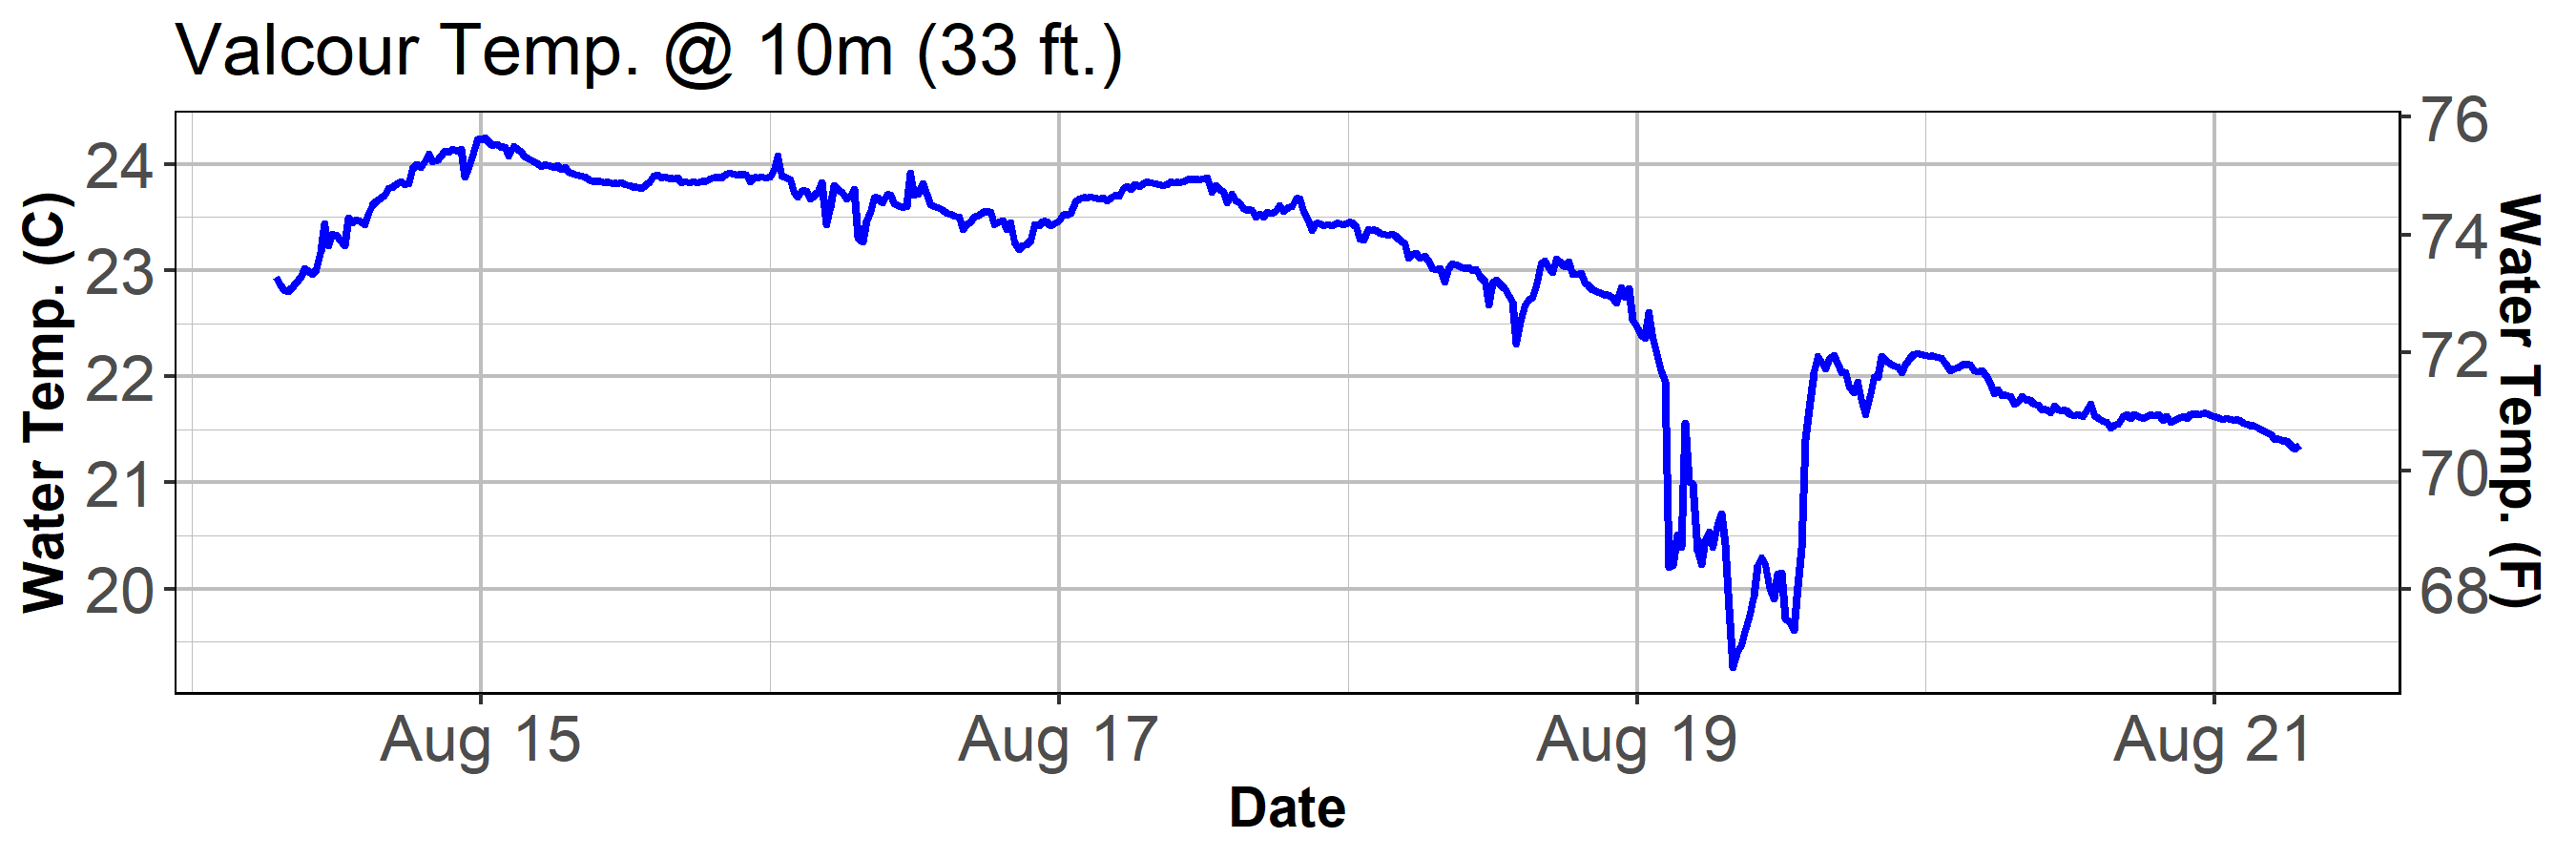 Valcour Temp. @ 10m (33 ft.)
Water Temp. (C)
24
23
22
21
20
76
74
72
70
68
Water Temp. (F)
Aug 15
Aug 17
Aug 19
Aug 21
Date